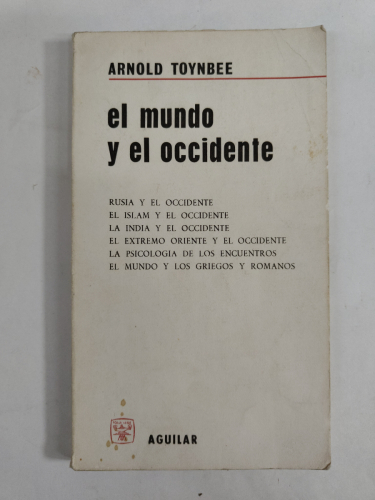 ARNOLD TOYNBEE
el mundo
y el occidente
RUSIA Y EL OCCIDENTE
EL ISLAM Y EL OCCIDENTE
LA INDIA Y EL OCCIDENTE
EL EXTREMO ORIENTE Y EL OCCIDENTE
LA PSICOLOGIA DE LOS ENCUENTROS
EL MUNDO Y LOS GRIEGOS Y ROMANOS
AGUILAR